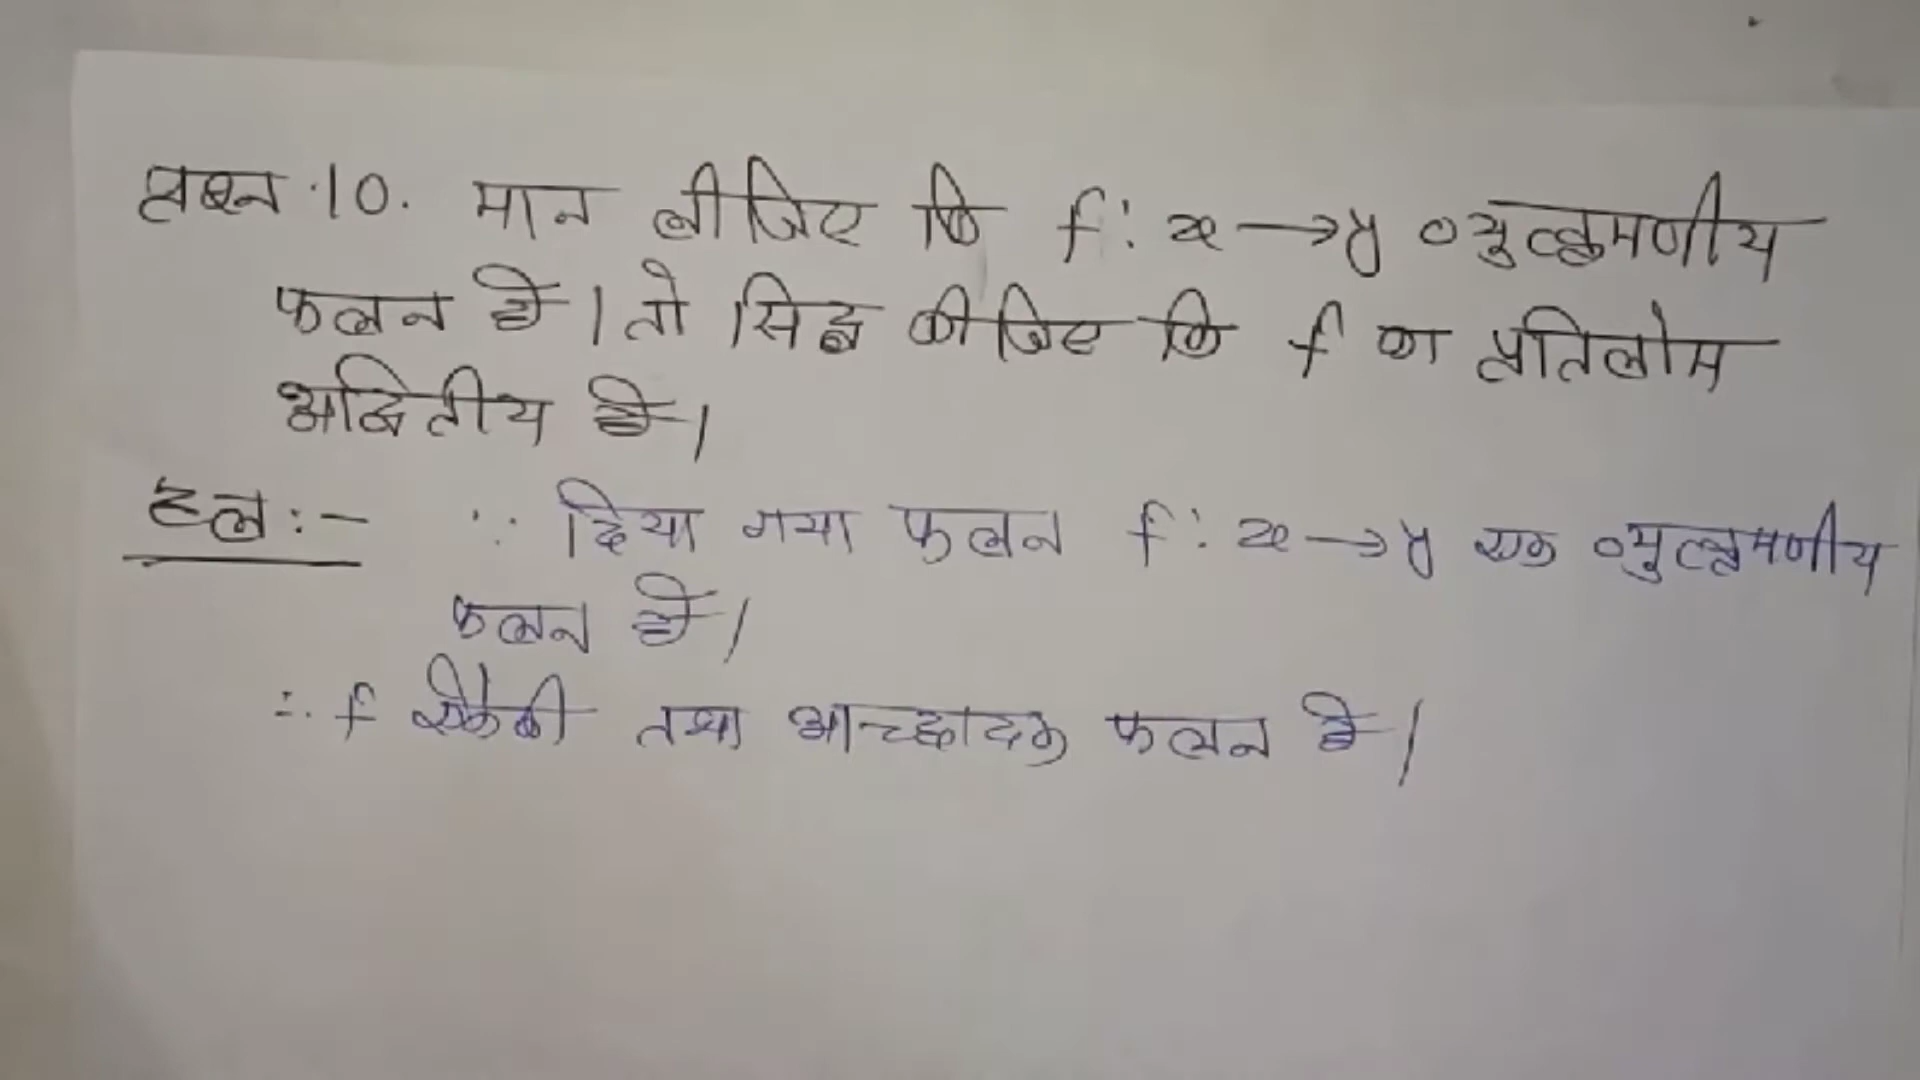 प्रश्न 10. मान लीजिए कि f: x→y व्युत्क्रमणीय
फलन है। तो सिद्ध कीजिए कि f का प्रतिलोम
अद्वितीय है।
हल:- ∵ दिया गया फलन f: x→y एक व्युत्क्रमणीय
फलन है।
∴ f एकैकी तथा आच्छादक फलन है।